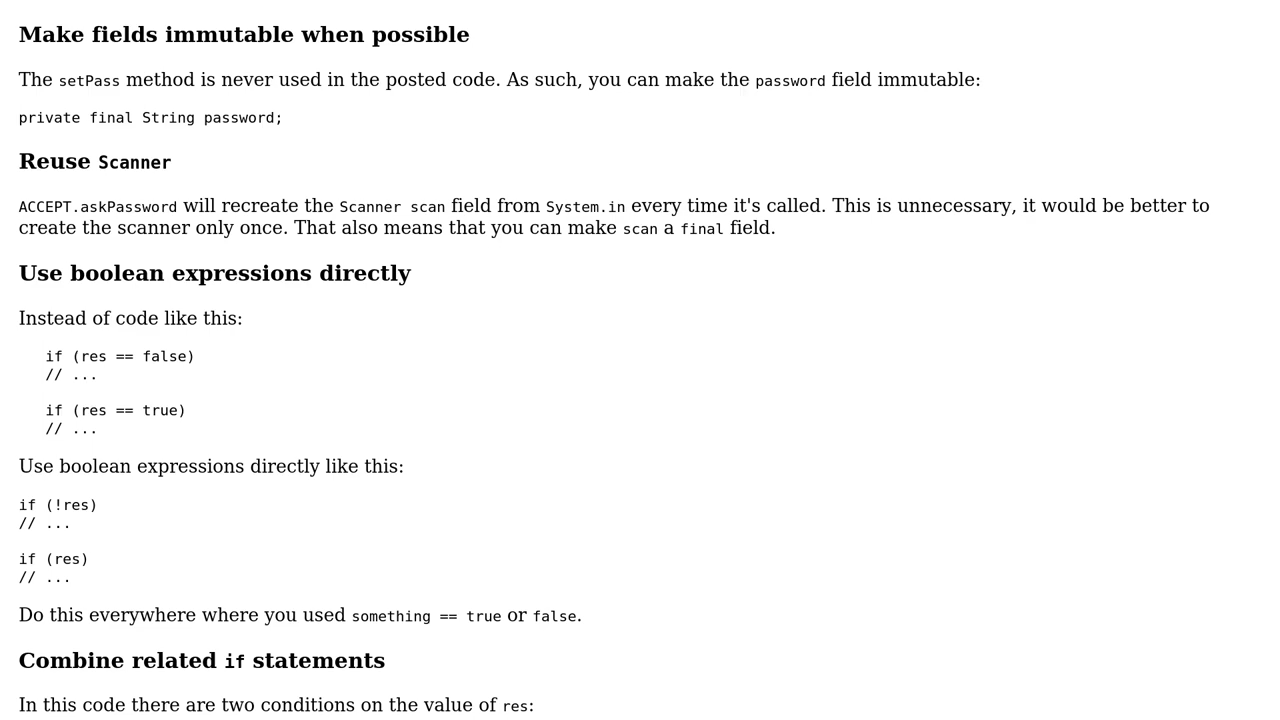 Make fields immutable when possible
The setPass method is never used in the posted code. As such, you can make the password field immutable:
private final String password;
Reuse Scanner
ACCEPT.askPassword will recreate the Scanner scan field from System.in every time it's called. This is unnecessary, it would be better to
create the scanner only once. That also means that you can make scan a final field.
Use boolean expressions directly
Instead of code like this:
if (res == false)
// ...
if (res == true)
// ...
Use boolean expressions directly like this:
if (!res)
// ...
if (res)
// ...
Do this everywhere where you used something == true or false.
Combine related if statements
In this code there are two conditions on the value of res: